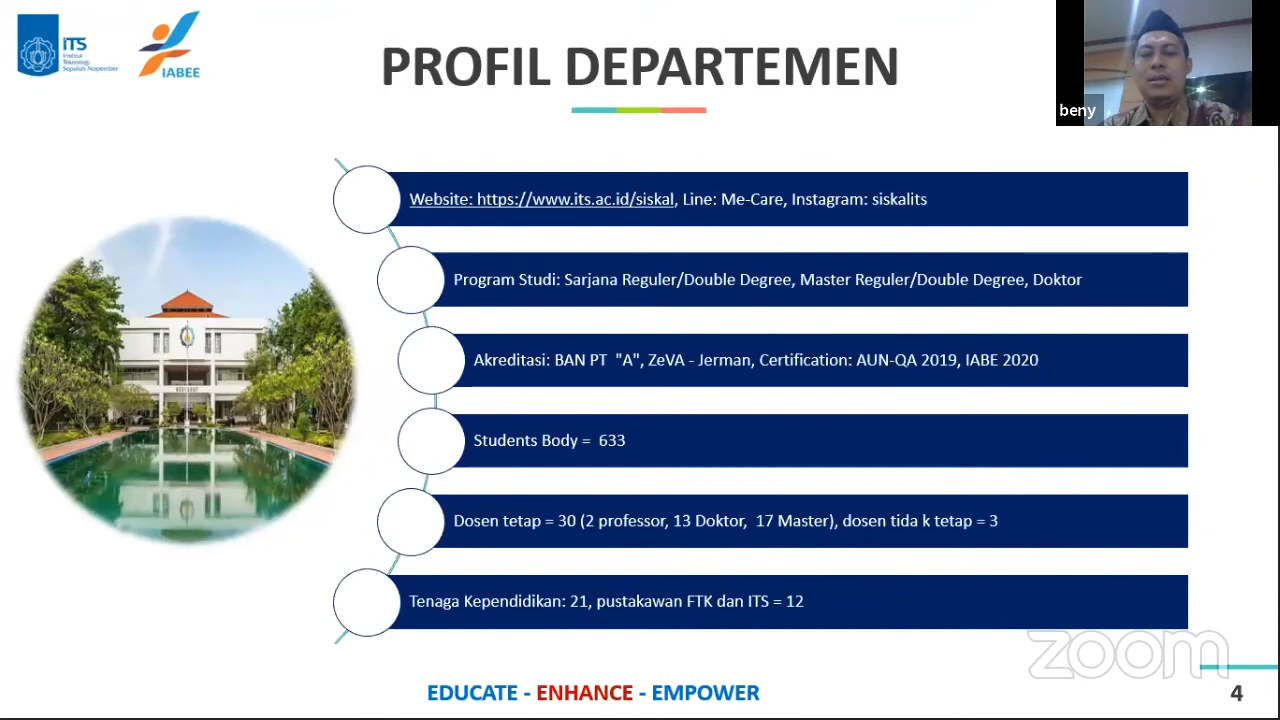 ITS
Institut
Teknologi
Sepuluh Nopember
IABEE
PROFIL DEPARTEMEN
beny
Website: https://www.its.ac.id/siskal, Line: Me-Care, Instagram: siskalits
Program Studi: Sarjana Reguler/Double Degree, Master Reguler/Double Degree, Doktor
Akreditasi: BAN PT "A", ZeVA - Jerman, Certification: AUN-QA 2019, IABE 2020
Students Body = 633
Dosen tetap = 30 (2 professor, 13 Doktor, 17 Master), dosen tida k tetap = 3
Tenaga Kependidikan: 21, pustakawan FTK dan ITS = 12
zoom
EDUCATE - ENHANCE - EMPOWER
4